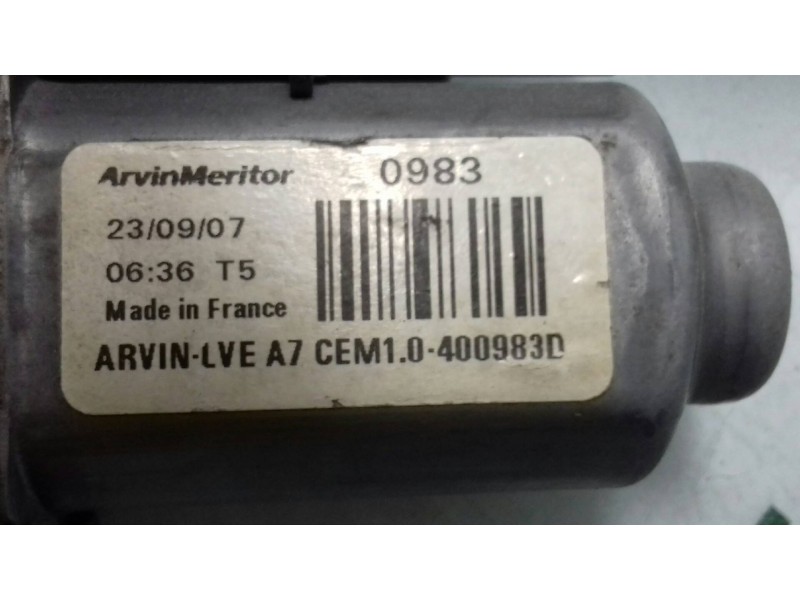 ArvinMeritor 0983
23/09/07
06:36 T5
Made in France
ARVIN-LVE A7 CEM1.0-400983D